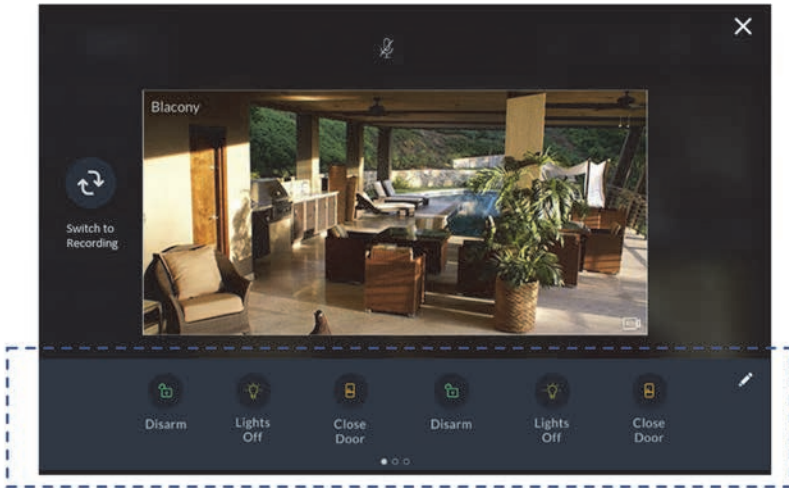 Blacony
Switch to
Recording
Disarm
Lights
Off
Close
Door
Disarm
Lights
Off
Close
Door